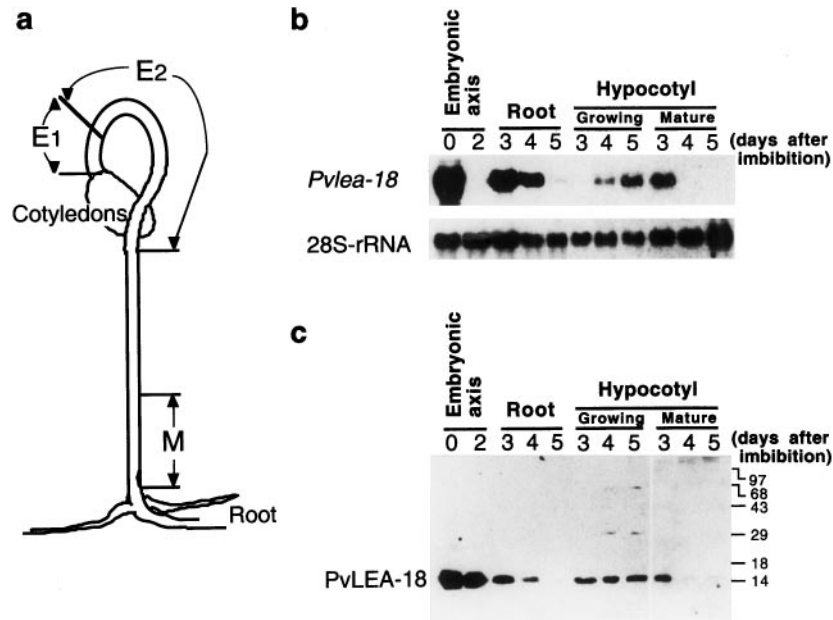 a
E2
E1
Cotyledons
M
Root
b
Embryonic
axis
Root
Hypocotyl
Growing
Mature
0 2 3 4 5 3 4 5 3 4 5
(days after
imbibition)
Pvlea-18
28S-rRNA
c
Embryonic
axis
Root
Hypocotyl
Growing
Mature
0 2 3 4 5 3 4 5 3 4 5
(days after
imbibition)
97
68
43
29
18
14
PvLEA-18